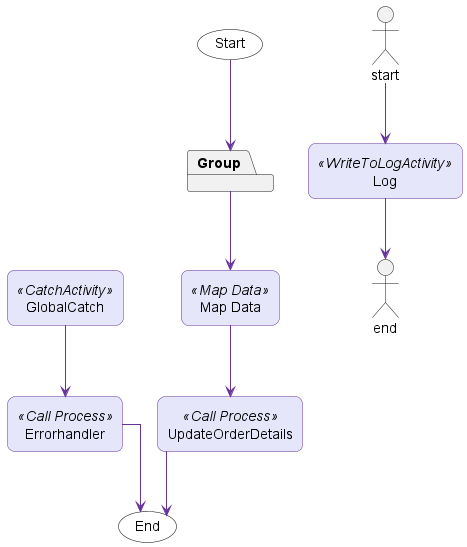 Start
start
Group
«WriteToLogActivity»
Log
«CatchActivity»
GlobalCatch
«Map Data»
Map Data
end
«Call Process»
Errorhandler
«Call Process»
UpdateOrderDetails
End